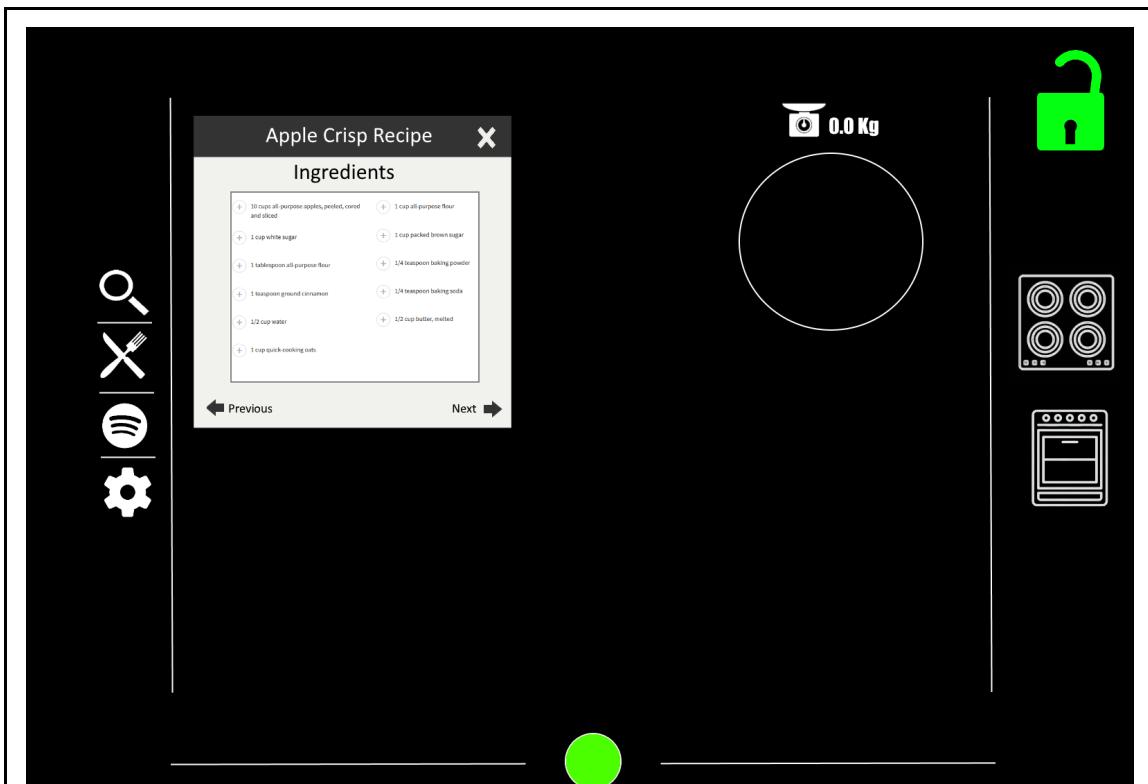 Apple Crisp Recipe
Ingredients
10 cups all-purpose apples, peeled, cored
and sliced
1 cup white sugar
1 tablespoon all-purpose flour
1 teaspoon ground cinnamon
1/2 cup water
1 cup quick-cooking oats
1 cup all-purpose flour
1 cup packed brown sugar
1/4 teaspoon baking powder
1/4 teaspoon baking soda
1/2 cup butter, melted
Previous
Next
0.0 Kg